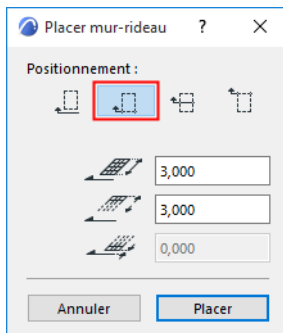 Placer mur-rideau ?
Positionnement :
3,000
3,000
0,000
Annuler Placer